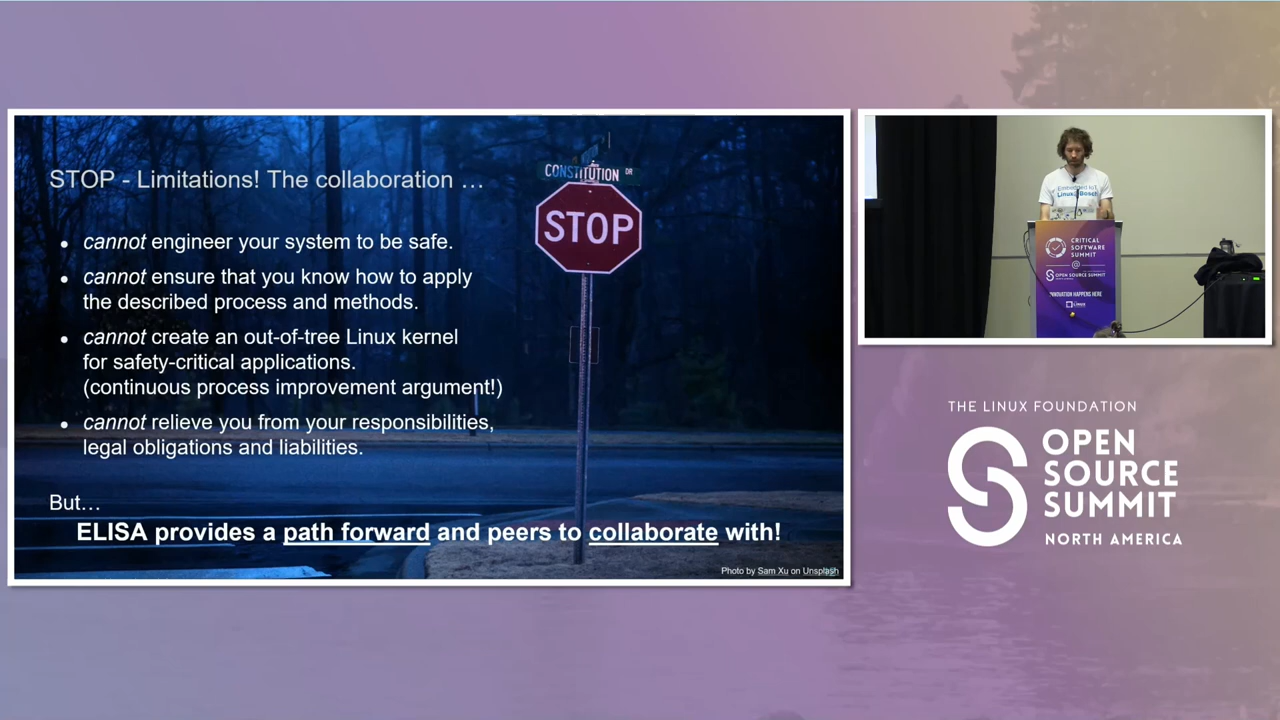 STOP - Limitations! The collaboration …
• cannot engineer your system to be safe.
• cannot ensure that you know how to apply
the described process and methods.
• cannot create an out-of-tree Linux kernel
for safety-critical applications.
(continuous process improvement argument!)
• cannot relieve you from your responsibilities,
legal obligations and liabilities.
But…
ELISA provides a path forward and peers to collaborate with!
Photo by Sam Xu on Unsplash
CONSTITUTION DR
STOP
Embedded IoT
Linux@Bosch
CRITICAL
SOFTWARE
SUMMIT
@
OPEN SOURCE SUMMIT
INNOVATION HAPPENS HERE
THE LINUX FOUNDATION
OPEN
SOURCE
SUMMIT
NORTH AMERICA